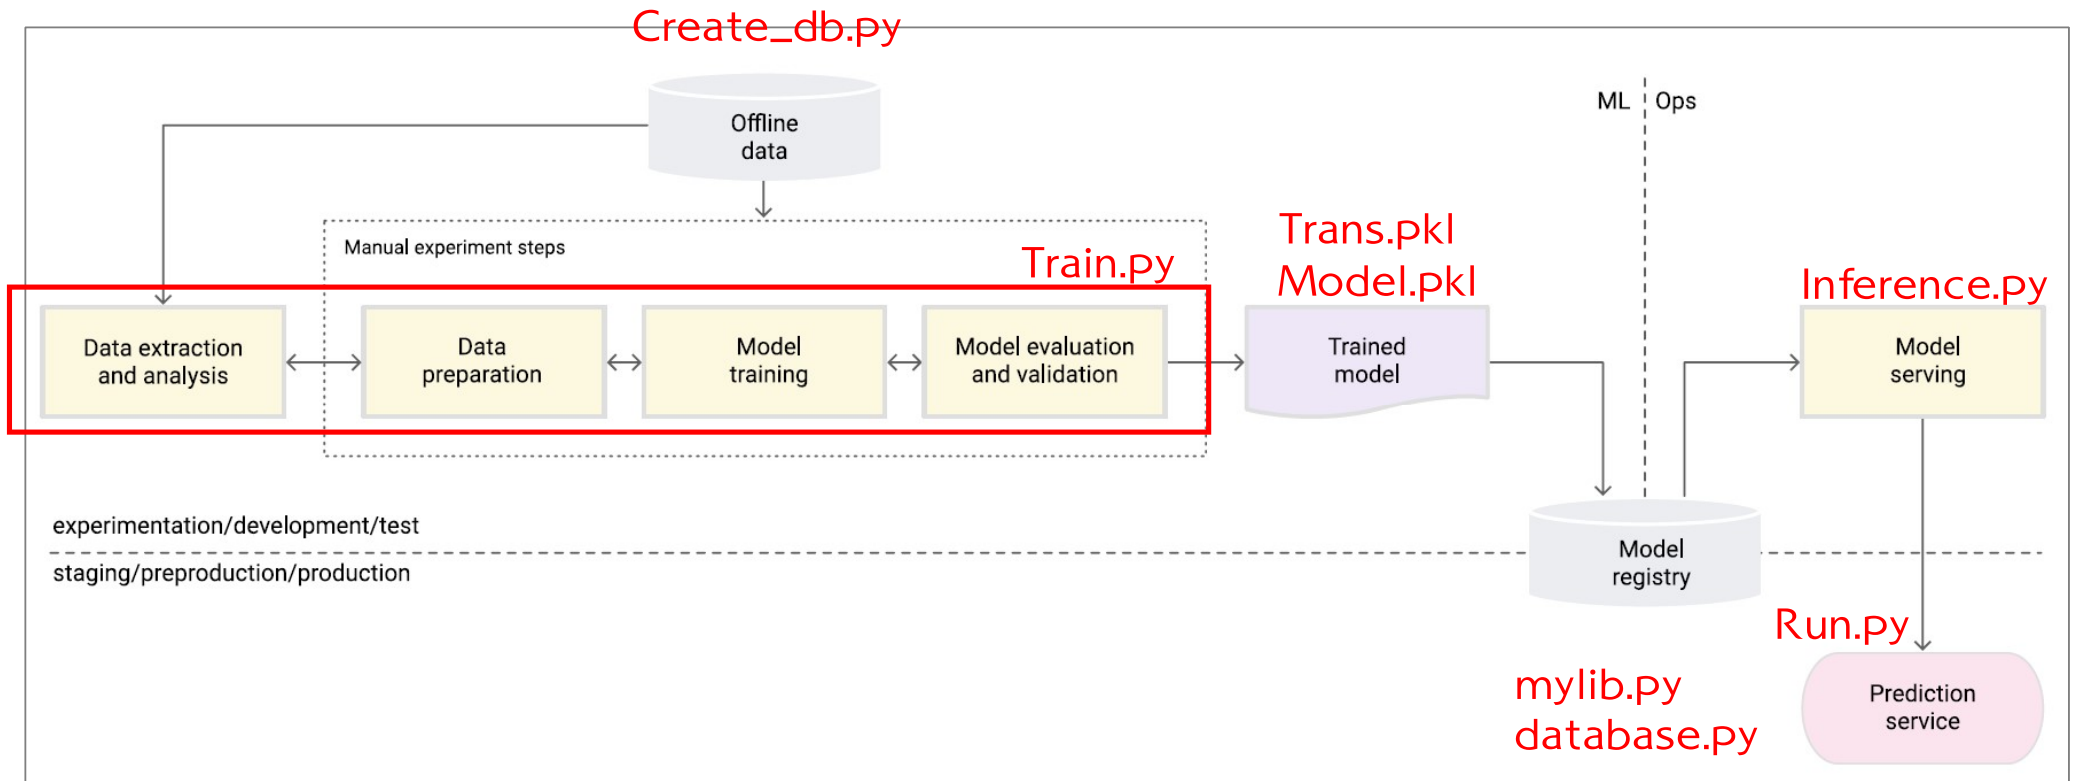 Create_db.py
Offline
data
ML
Ops
Manual experiment steps
Train.py
Trans.pkl
Model.pkl
Inference.py
Data extraction
and analysis
Data
preparation
Model
training
Model evaluation
and validation
Trained
model
Model
serving
experimentation/development/test
staging/preproduction/production
Model
registry
Run.py
mylib.py
database.py
Prediction
service